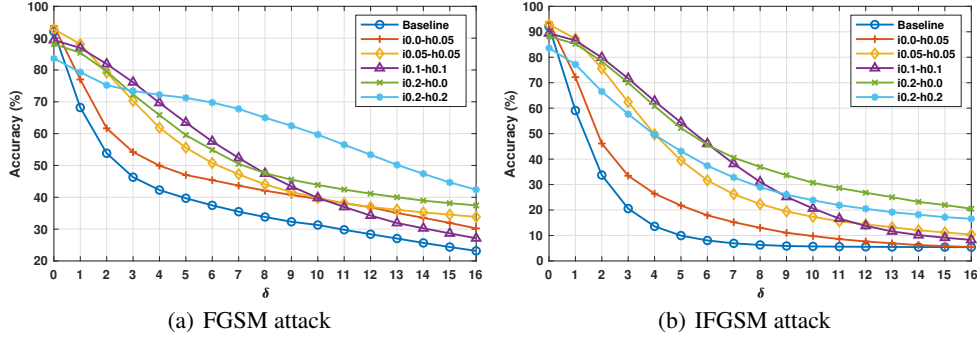 100
90
80
70
60
50
40
30
20
Accuracy (%)
0 1 2 3 4 5 6 7 8 9 10 11 12 13 14 15 16
δ
Baseline
i0.0-h0.05
i0.05-h0.05
i0.1-h0.1
i0.2-h0.0
i0.2-h0.2
(a) FGSM attack
100
90
80
70
60
50
40
30
20
10
0
Accuracy (%)
0 1 2 3 4 5 6 7 8 9 10 11 12 13 14 15 16
δ
Baseline
i0.0-h0.05
i0.05-h0.05
i0.1-h0.1
i0.2-h0.0
i0.2-h0.2
(b) IFGSM attack